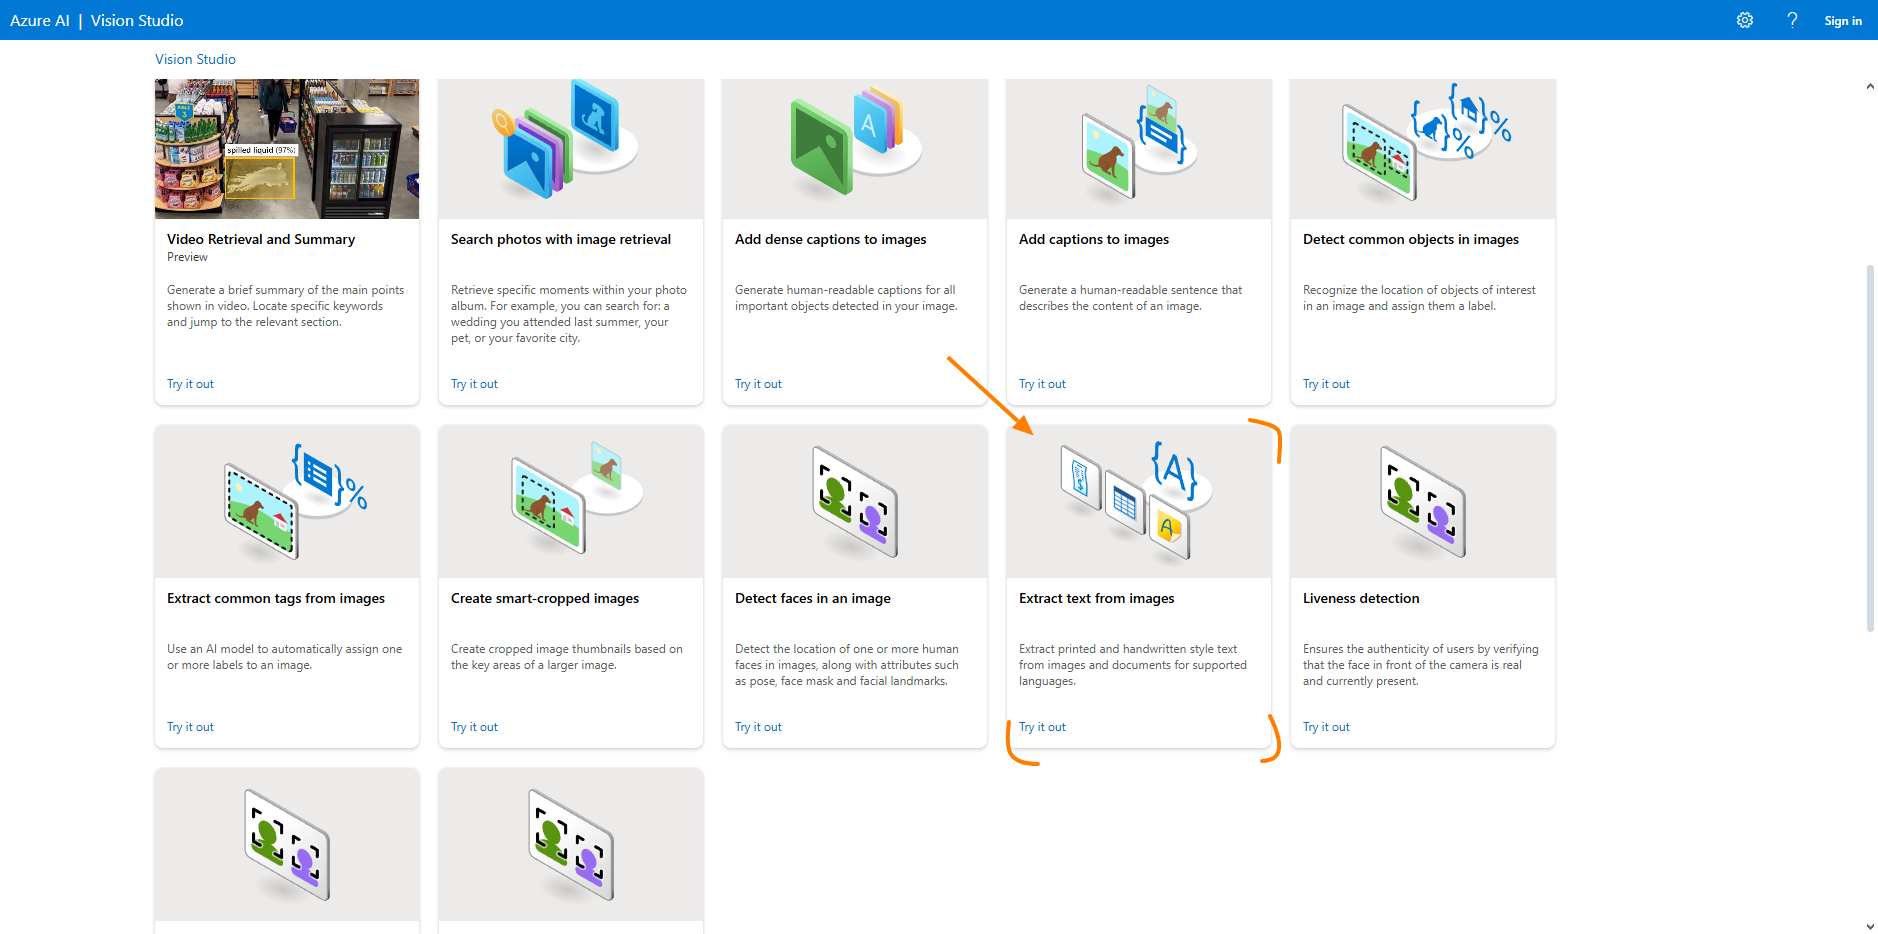 Azure AI | Vision Studio
? Sign in
Vision Studio
spilled liquid (97%)
Video Retrieval and Summary
Preview
Generate a brief summary of the main points
shown in video. Locate specific keywords
and jump to the relevant section.
Try it out
Search photos with image retrieval
Retrieve specific moments within your photo
album. For example, you can search for: a
wedding you attended last summer, your
pet, or your favorite city.
Try it out
A
Add dense captions to images
Generate human-readable captions for all
important objects detected in your image.
Try it out
Add captions to images
Generate a human-readable sentence that
describes the content of an image.
Try it out
Detect common objects in images
Recognize the location of objects of interest
in an image and assign them a label.
Try it out
Extract common tags from images
Use an AI model to automatically assign one
or more labels to an image.
Try it out
Create smart-cropped images
Create cropped image thumbnails based on
the key areas of a larger image.
Try it out
Detect faces in an image
Detect the location of one or more human
faces in images, along with attributes such
as pose, face mask and facial landmarks.
Try it out
{A}
A
Extract text from images
Extract printed and handwritten style text
from images and documents for supported
languages.
Try it out
Liveness detection
Ensures the authenticity of users by verifying
that the face in front of the camera is real
and currently present.
Try it out